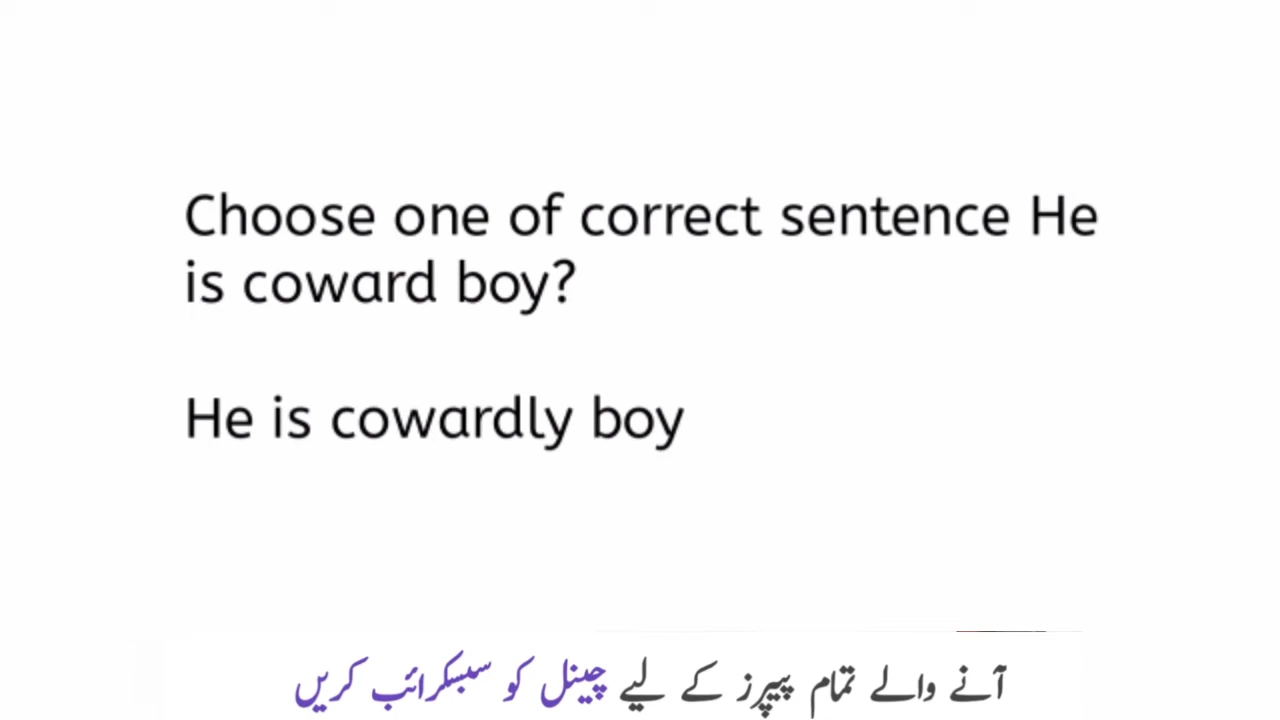 Choose one of correct sentence He
is coward boy?
He is cowardly boy
آنے والے تمام پیپرز کے لیے چینل کو سبسکرائب کریں